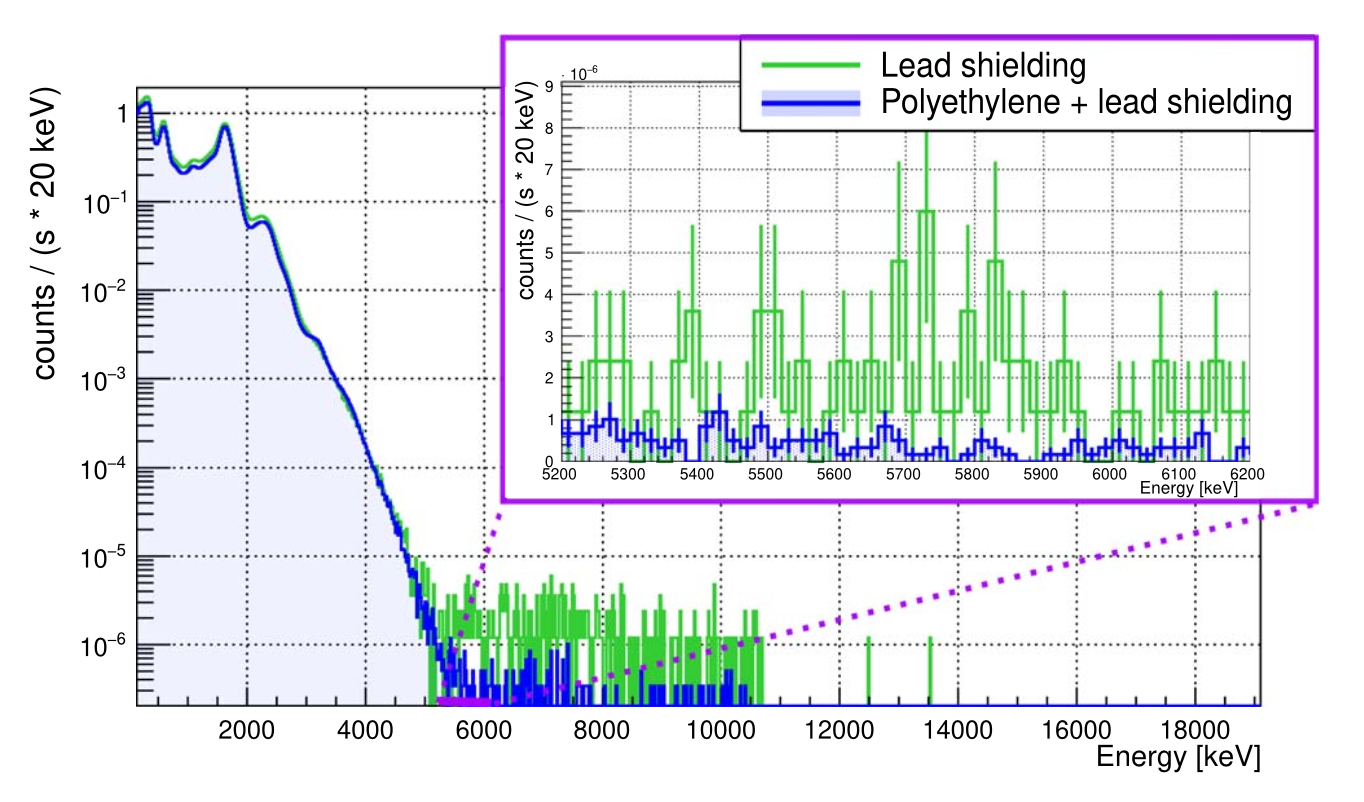 Lead shielding
Polyethylene + lead shielding
counts / (s * 20 keV)
1
10⁻¹
10⁻²
10⁻³
10⁻⁴
10⁻⁵
10⁻⁶
2000 4000 6000 8000 10000 12000 14000 16000 18000
Energy [keV]
· 10⁻⁶
counts / (s * 20 keV)
9
8
7
6
5
4
3
2
1
0
5200 5300 5400 5500 5600 5700 5800 5900 6000 6100 6200
Energy [keV]